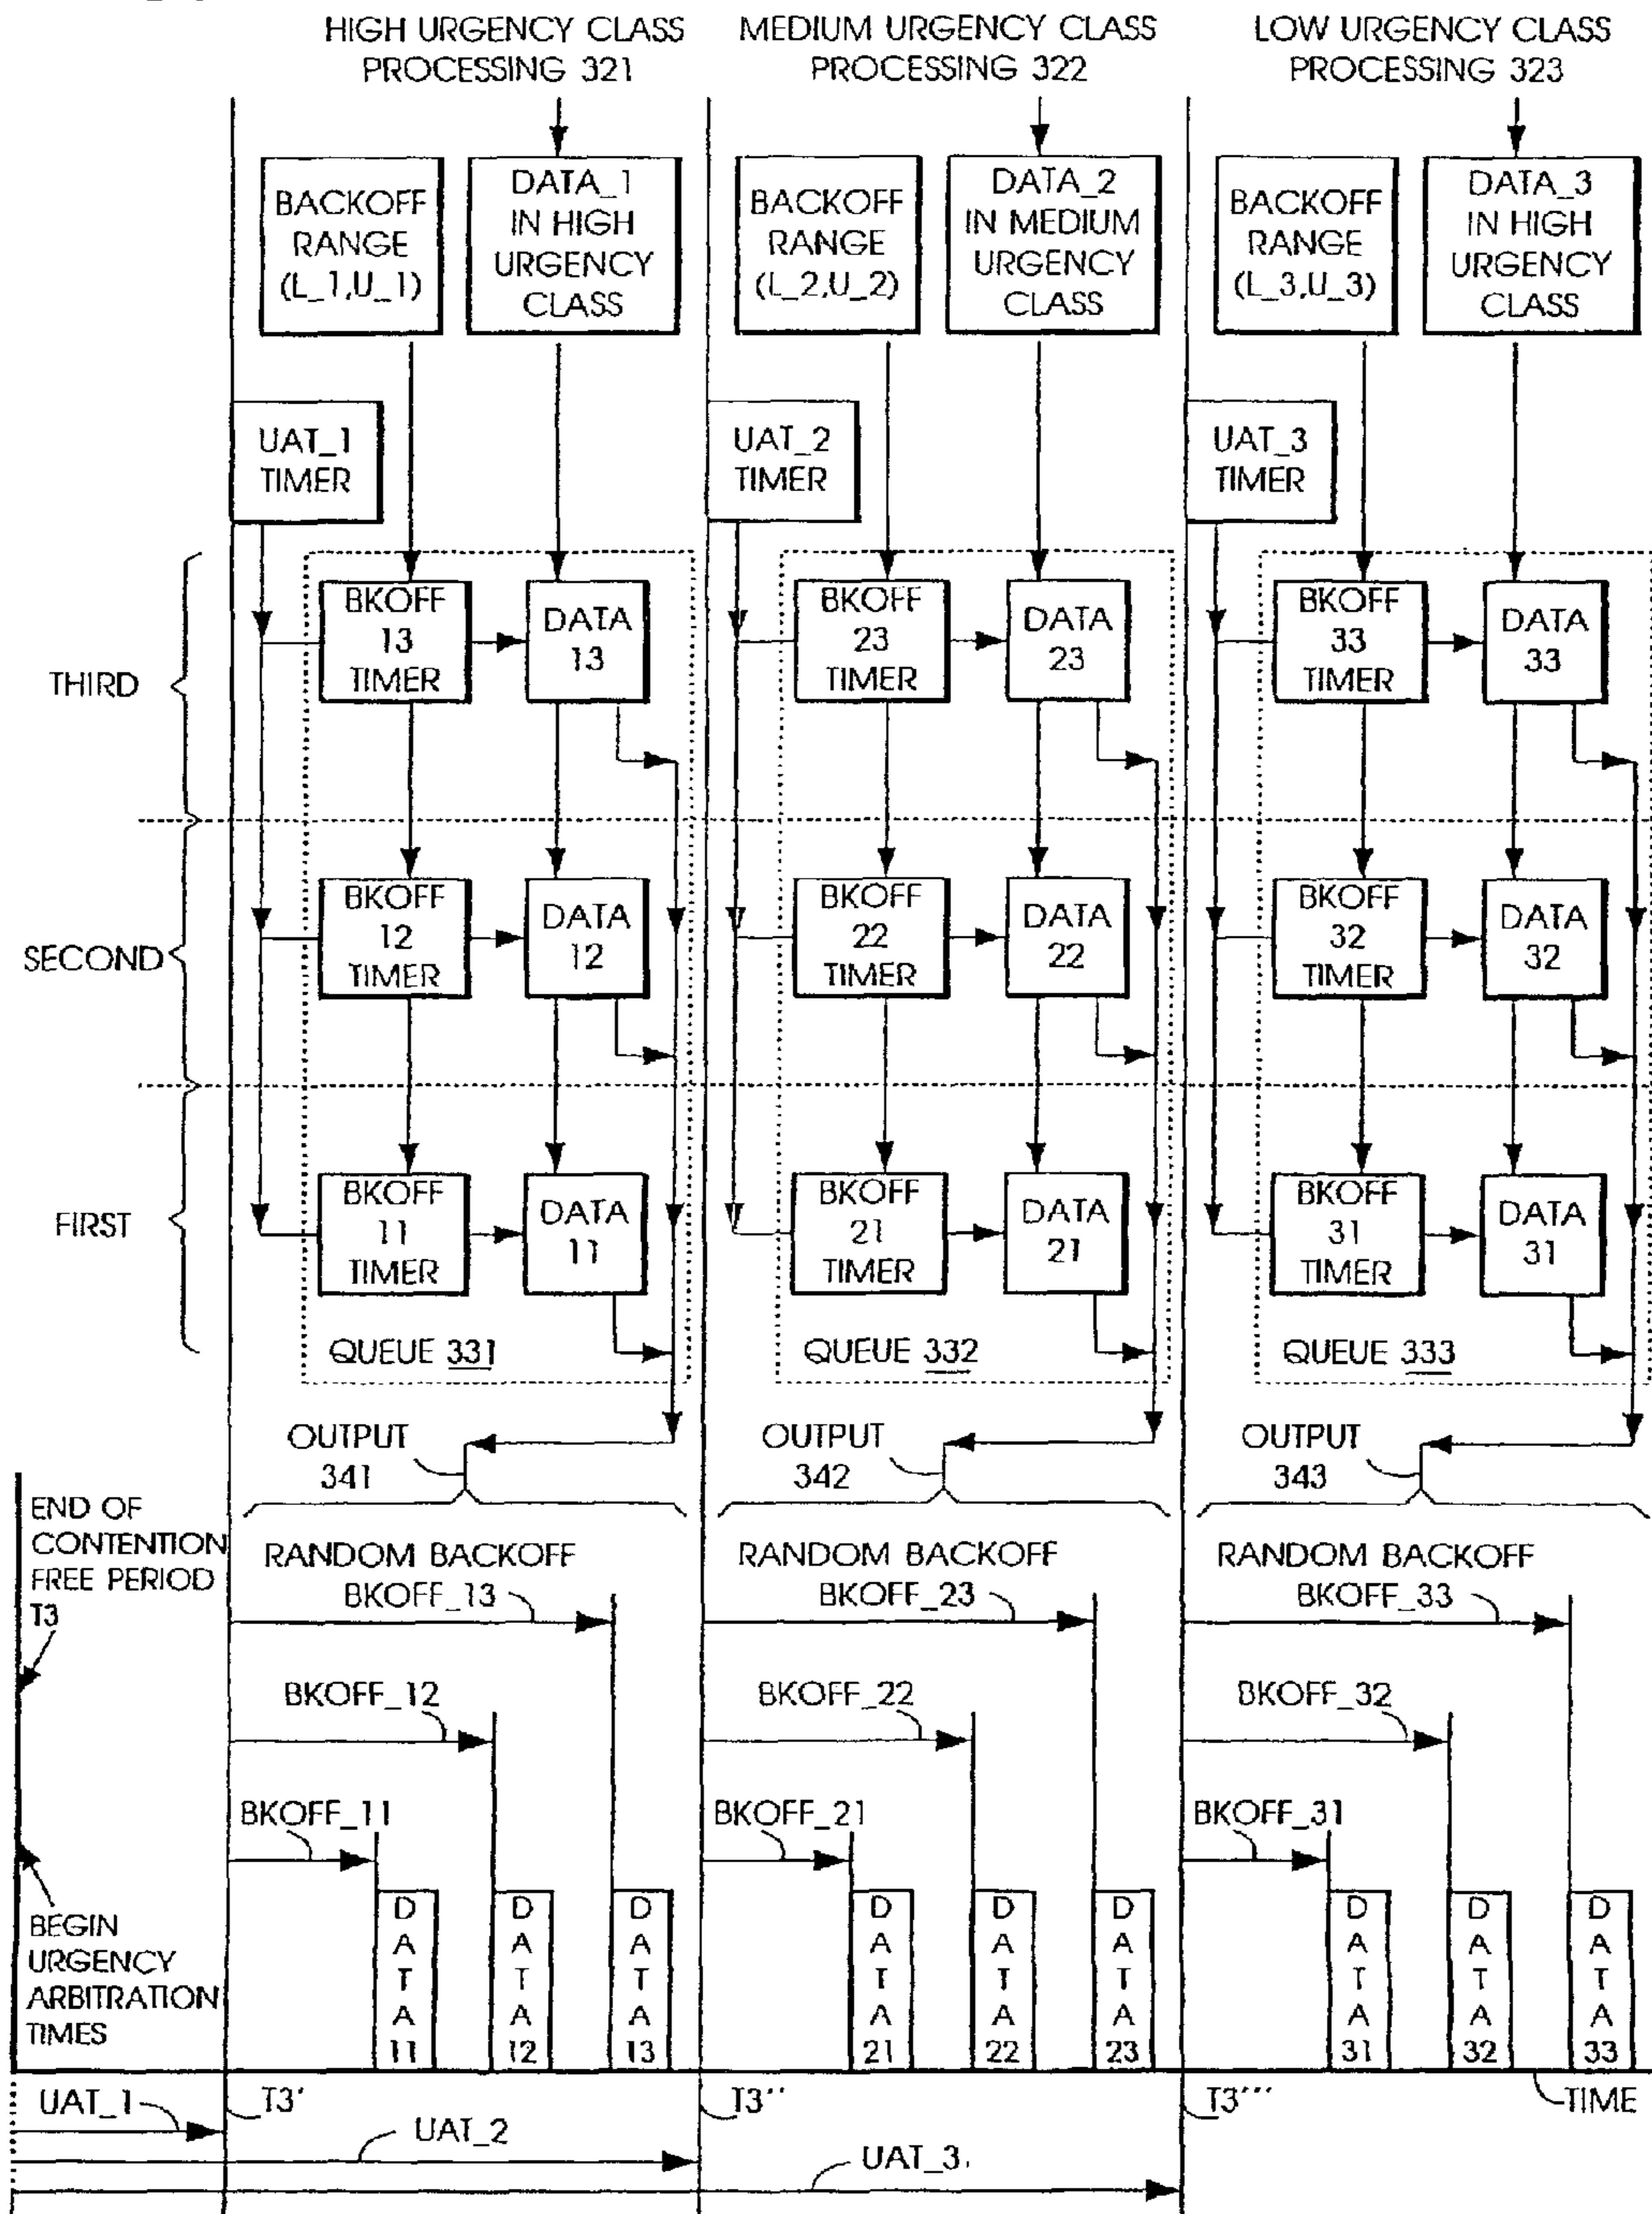 HIGH URGENCY CLASS
PROCESSING 321
MEDIUM URGENCY CLASS
PROCESSING 322
LOW URGENCY CLASS
PROCESSING 323
BACKOFF
RANGE
(L_1,U_1)
DATA_1
IN HIGH
URGENCY
CLASS
BACKOFF
RANGE
(L_2,U_2)
DATA_2
IN MEDIUM
URGENCY
CLASS
BACKOFF
RANGE
(L_3,U_3)
DATA_3
IN HIGH
URGENCY
CLASS
UAT_1
TIMER
UAT_2
TIMER
UAT_3
TIMER
THIRD
BKOFF
13
TIMER
DATA
13
BKOFF
23
TIMER
DATA
23
BKOFF
33
TIMER
DATA
33
SECOND
BKOFF
12
TIMER
DATA
12
BKOFF
22
TIMER
DATA
22
BKOFF
32
TIMER
DATA
32
FIRST
BKOFF
11
TIMER
DATA
11
BKOFF
21
TIMER
DATA
21
BKOFF
31
TIMER
DATA
31
QUEUE 331
QUEUE 332
QUEUE 333
OUTPUT
341
OUTPUT
342
OUTPUT
343
END OF
CONTENTION
FREE PERIOD
T3
RANDOM BACKOFF
BKOFF_13
RANDOM BACKOFF
BKOFF_23
RANDOM BACKOFF
BKOFF_33
BKOFF_12
BKOFF_22
BKOFF_32
BKOFF_11
BKOFF_21
BKOFF_31
BEGIN
URGENCY
ARBITRATION
TIMES
DATA 11
DATA 12
DATA 13
DATA 21
DATA 22
DATA 23
DATA 31
DATA 32
DATA 33
UAT_1
T3'
T3''
T3'''
TIME
UAT_2
UAT_3